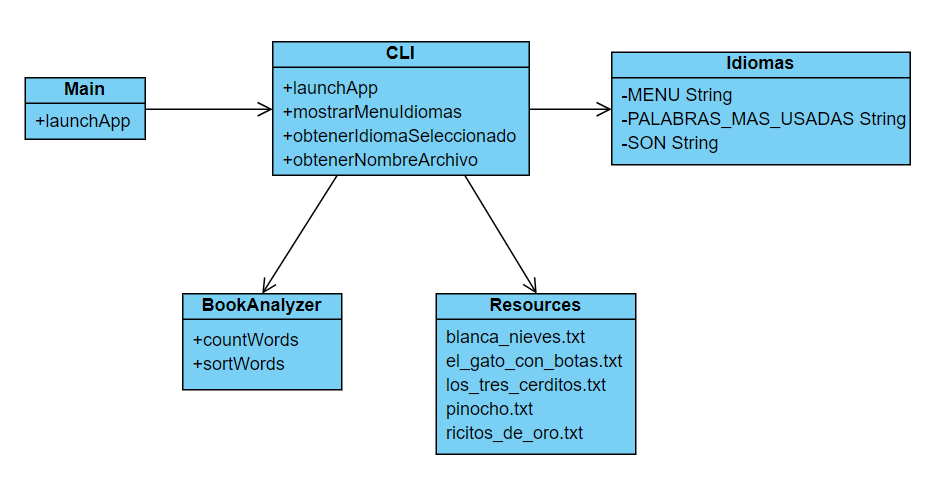 Main
+launchApp
CLI
+launchApp
+mostrarMenuIdiomas
+obtenerIdiomaSeleccionado
+obtenerNombreArchivo
Idiomas
-MENU String
-PALABRAS_MAS_USADAS String
-SON String
BookAnalyzer
+countWords
+sortWords
Resources
blanca_nieves.txt
el_gato_con_botas.txt
los_tres_cerditos.txt
pinocho.txt
ricitos_de_oro.txt